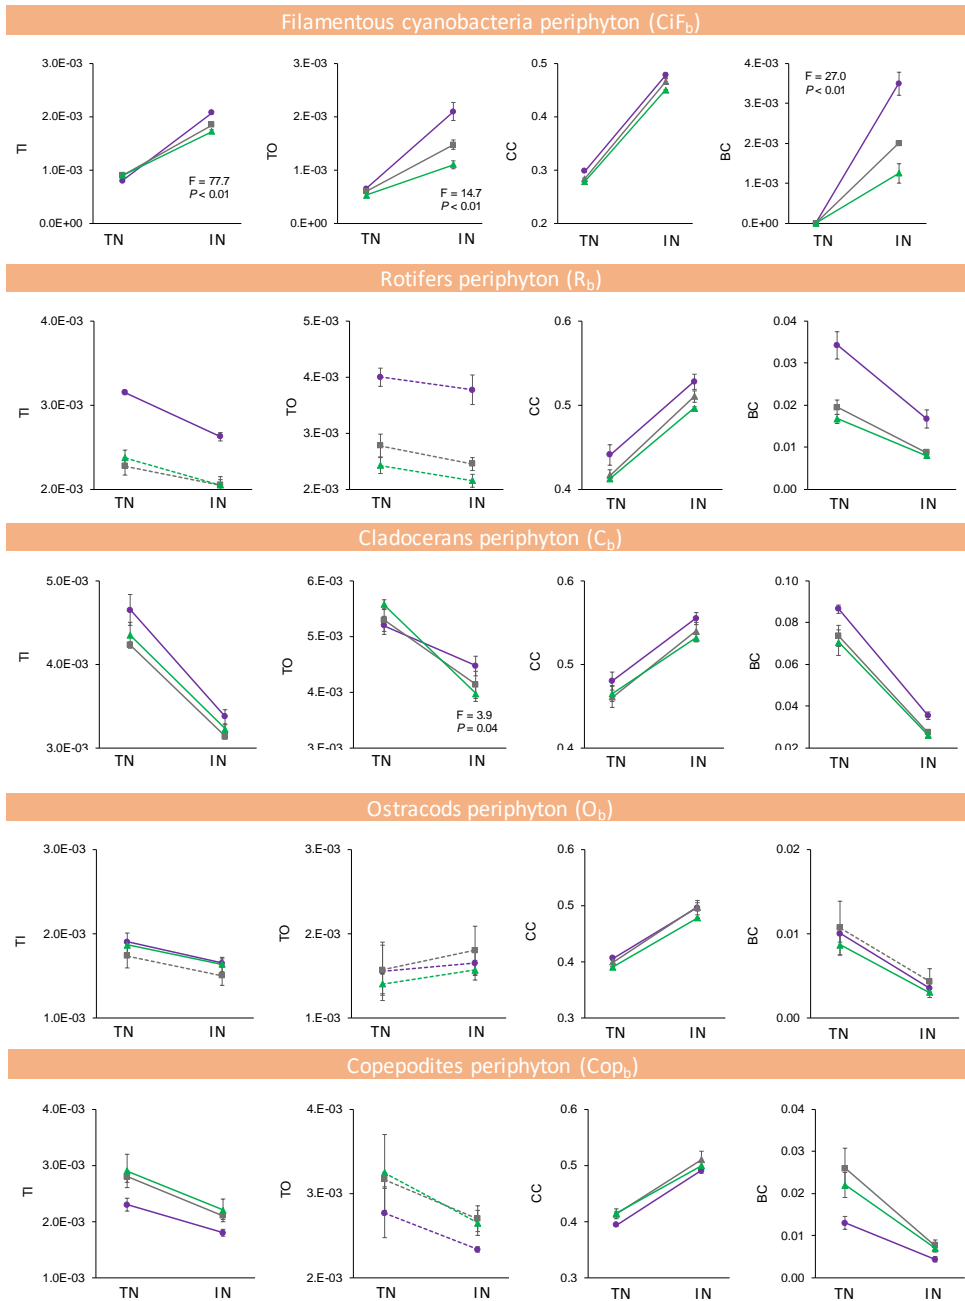 Filamentous cyanobacteria periphyton (CiFb)
3.0E-03
2.0E-03
1.0E-03
0.0E+00
TI
F = 77.7
P < 0.01
TN IN
3.E-03
2.E-03
1.E-03
0.E+00
TO
F = 14.7
P < 0.01
TN IN
0.5
0.4
0.3
0.2
CC
TN IN
4.E-03
3.E-03
1.E-03
0.E+00
BC
F = 27.0
P < 0.01
TN IN
Rotifers periphyton (Rb)
4.0E-03
3.0E-03
2.0E-03
TI
TN IN
5.E-03
4.E-03
3.E-03
2.E-03
TO
TN IN
0.6
0.5
0.4
CC
TN IN
0.04
0.03
0.02
0.01
0.00
BC
TN IN
Cladocerans periphyton (Cb)
5.0E-03
4.0E-03
3.0E-03
TI
TN IN
6.E-03
5.E-03
4.E-03
3.E-03
TO
F = 3.9
P = 0.04
TN IN
0.6
0.5
0.4
CC
TN IN
0.10
0.08
0.06
0.04
0.02
BC
TN IN
Ostracods periphyton (Ob)
3.0E-03
2.0E-03
1.0E-03
TI
TN IN
3.E-03
2.E-03
1.E-03
TO
TN IN
0.6
0.5
0.4
0.3
CC
TN IN
0.02
0.01
0.00
BC
TN IN
Copepodites periphyton (Copb)
4.0E-03
3.0E-03
2.0E-03
1.0E-03
TI
TN IN
4.E-03
3.E-03
2.E-03
TO
TN IN
0.6
0.5
0.4
0.3
CC
TN IN
0.04
0.03
0.02
0.01
0.00
BC
TN IN